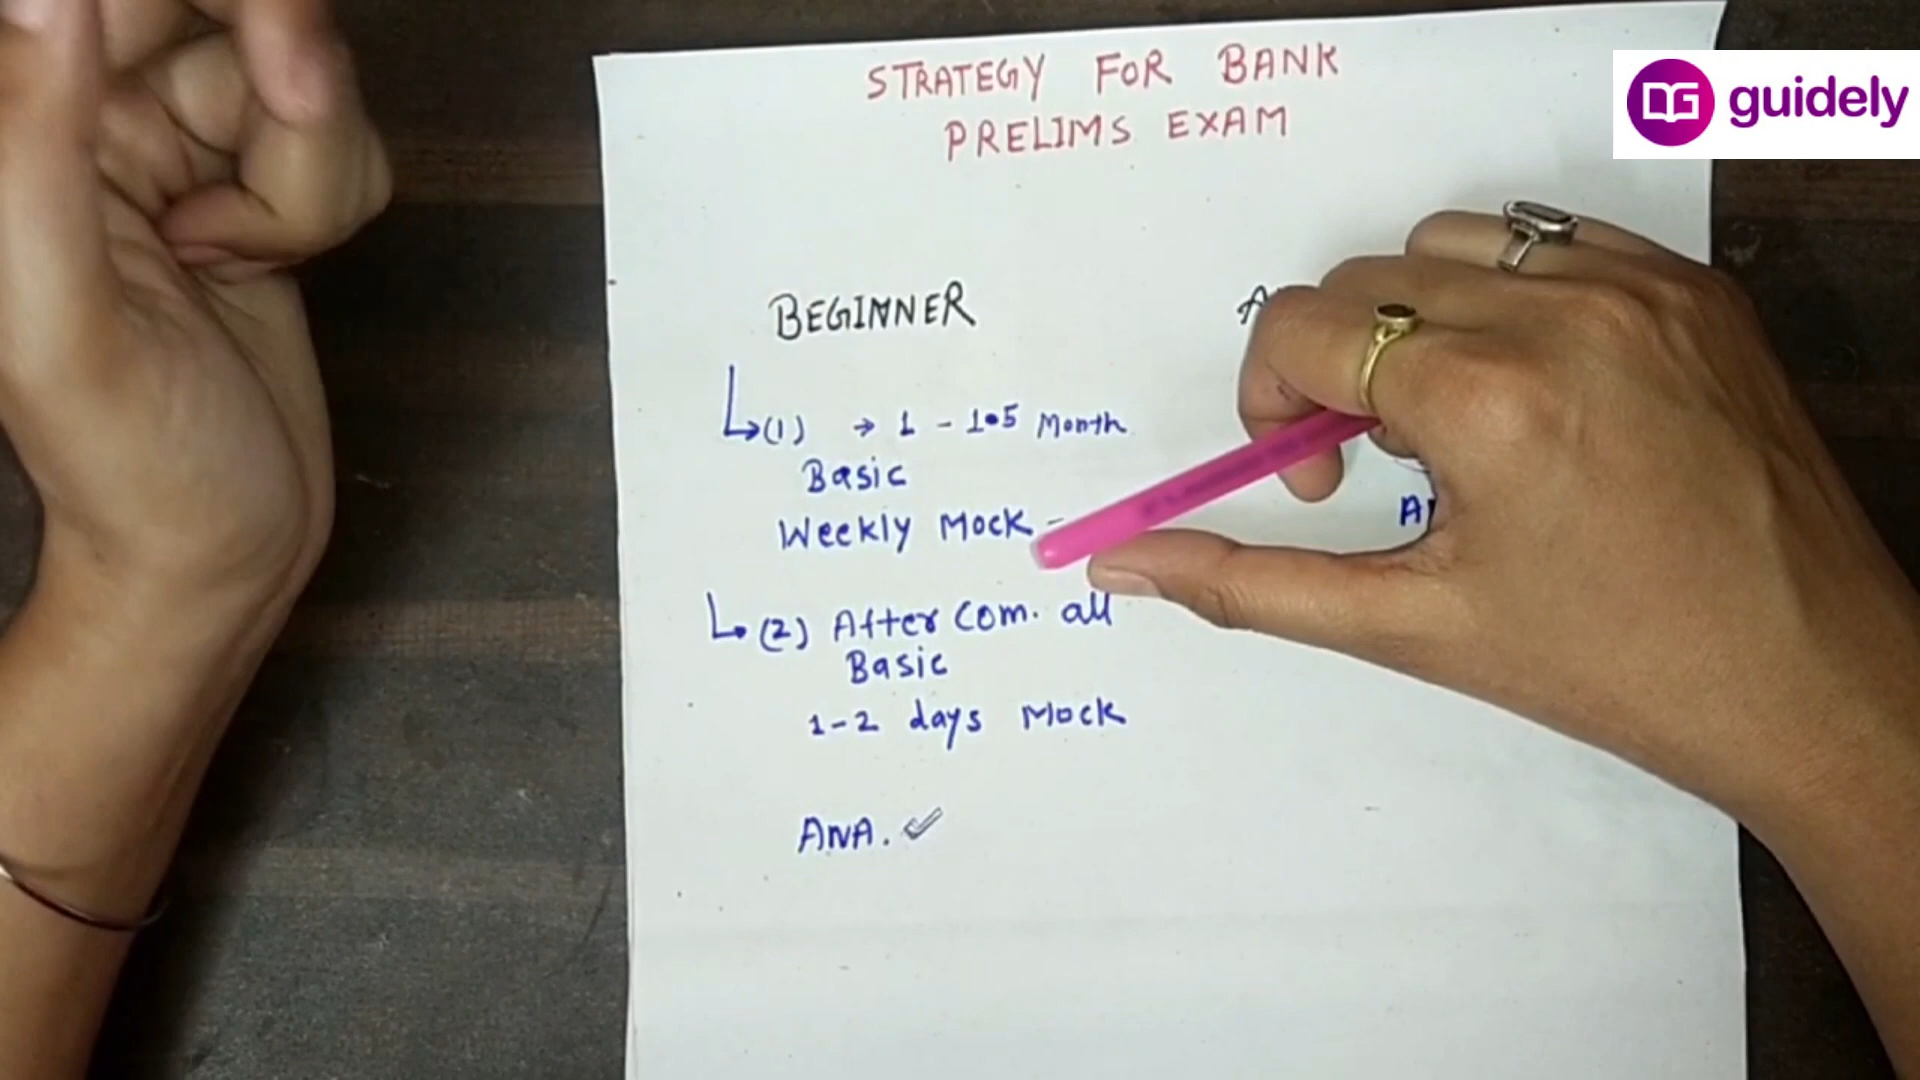 STRATEGY FOR BANK
PRELIMS EXAM
guidely
BEGINNER
(1) → 1 - 1.5 Month
Basic
Weekly Mock -
(2) After Com. all
Basic
1-2 days Mock
ANA. ✓